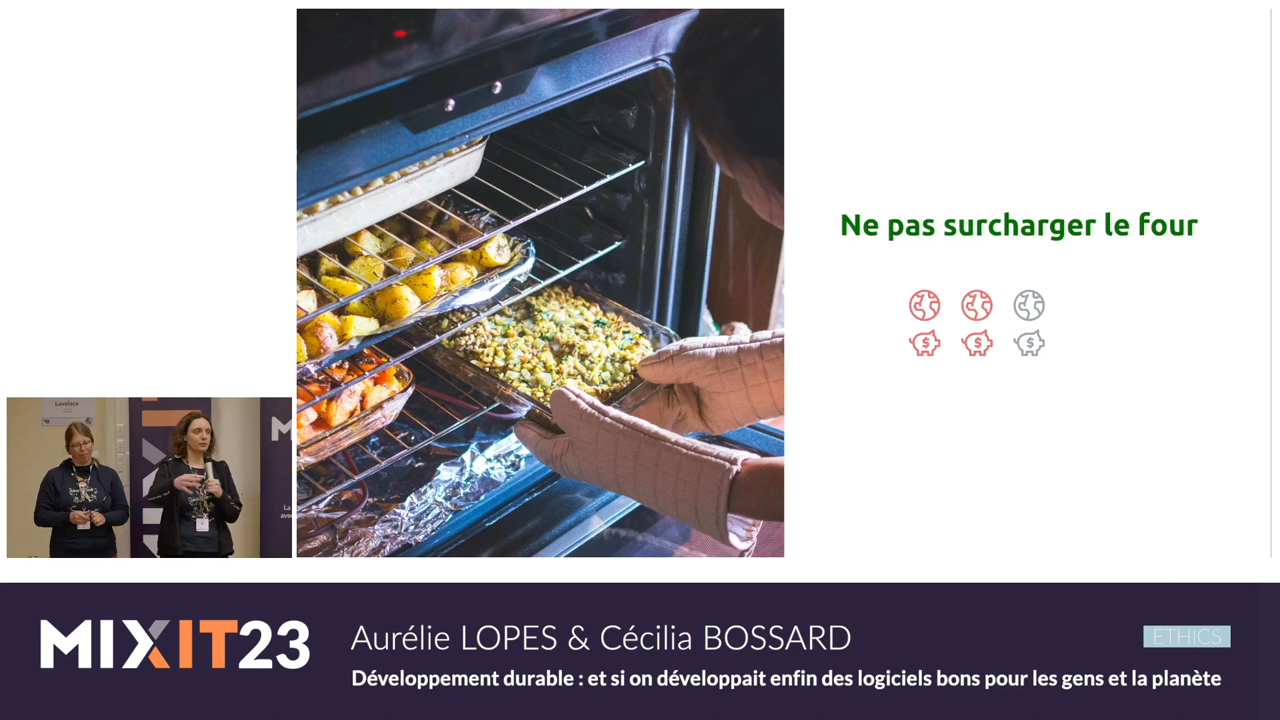 Ne pas surcharger le four
Lovelace
MIXIT23
Aurélie LOPES & Cécilia BOSSARD
ETHICS
Développement durable : et si on développait enfin des logiciels bons pour les gens et la planète